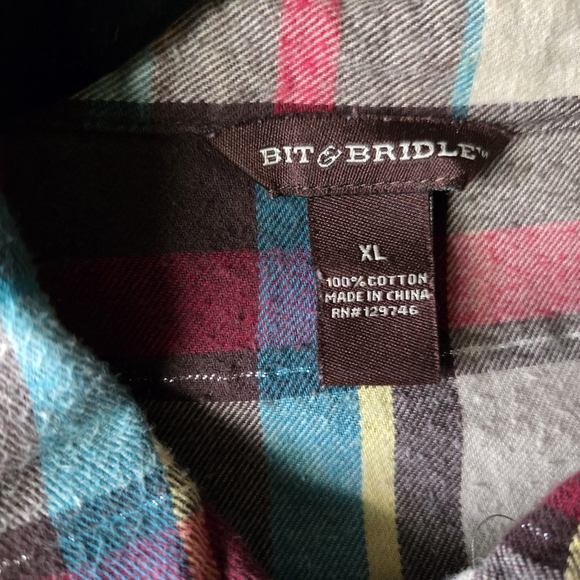 BIT & BRIDLE™
XL
100% COTTON
MADE IN CHINA
RN# 129746